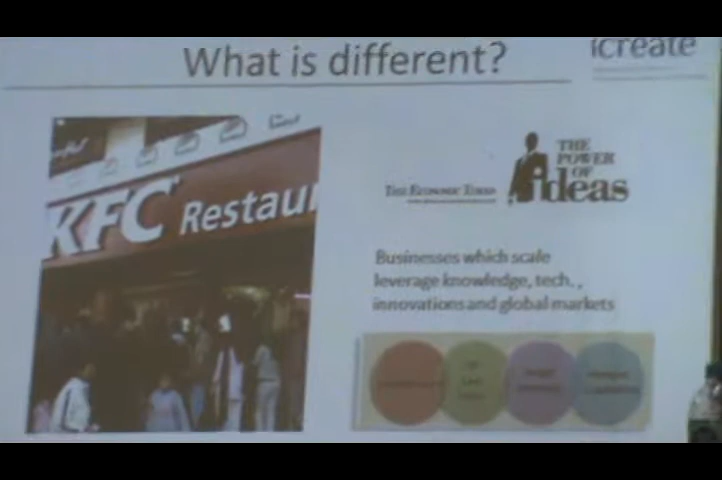 What is different?
icreate
KFC Restaur
THE ECONOMIC TIMES
THE
POWER
OF
ideas
Businesses which scale
leverage knowledge, tech.,
innovations and global markets